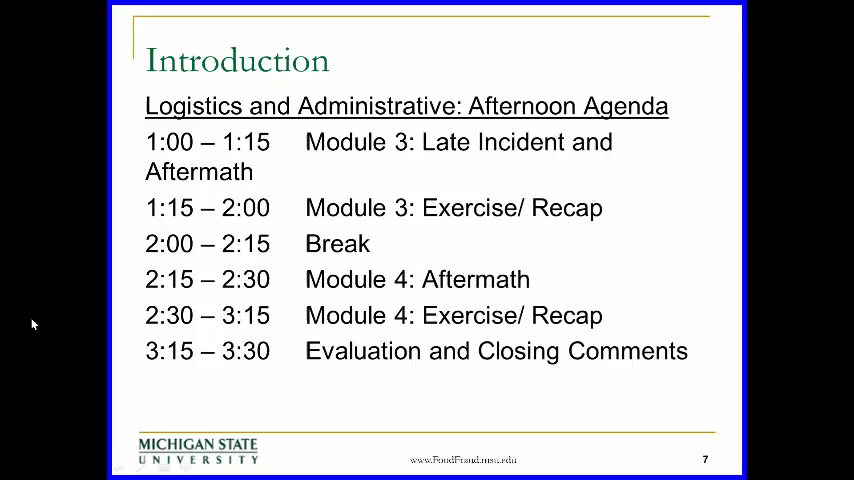 Introduction
Logistics and Administrative: Afternoon Agenda
1:00 – 1:15 Module 3: Late Incident and
Aftermath
1:15 – 2:00 Module 3: Exercise/ Recap
2:00 – 2:15 Break
2:15 – 2:30 Module 4: Aftermath
2:30 – 3:15 Module 4: Exercise/ Recap
3:15 – 3:30 Evaluation and Closing Comments
MICHIGAN STATE
UNIVERSITY
www.FoodFraud.msu.edu
7